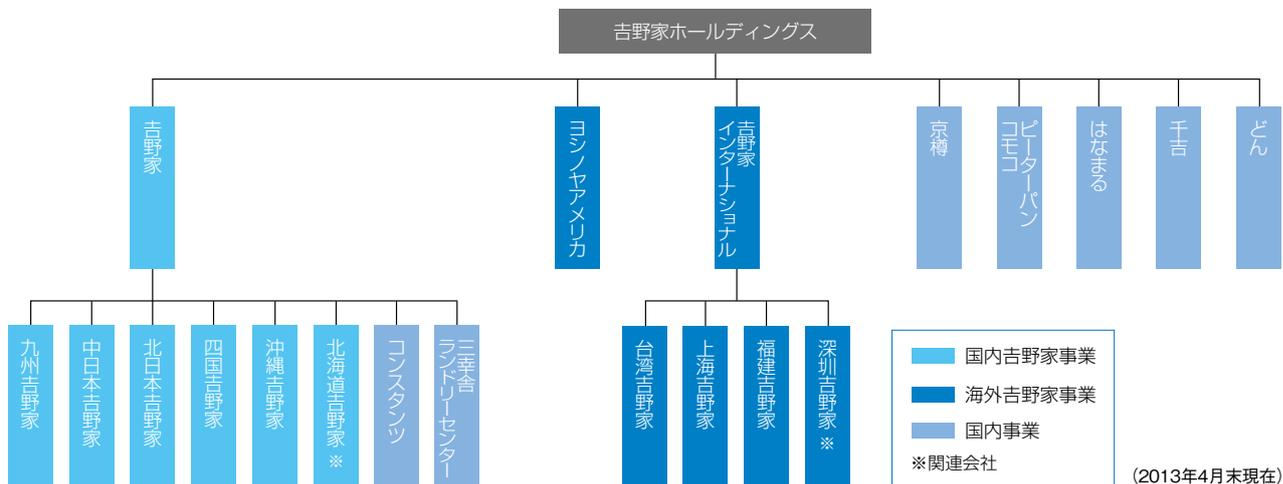 吉野家ホールディングス
吉野家
ヨシノヤアメリカ
吉野家
インターナショナル
京樽
ピーターパン
コモコ
はなまる
千吉
どん
九州吉野家
中日本吉野家
北日本吉野家
四国吉野家
沖縄吉野家
北海道吉野家※
コンスタンツ
三幸舎
ランドリーセンター
台湾吉野家
上海吉野家
福建吉野家
深圳吉野家※
国内吉野家事業
海外吉野家事業
国内事業
※関連会社
（2013年4月末現在）